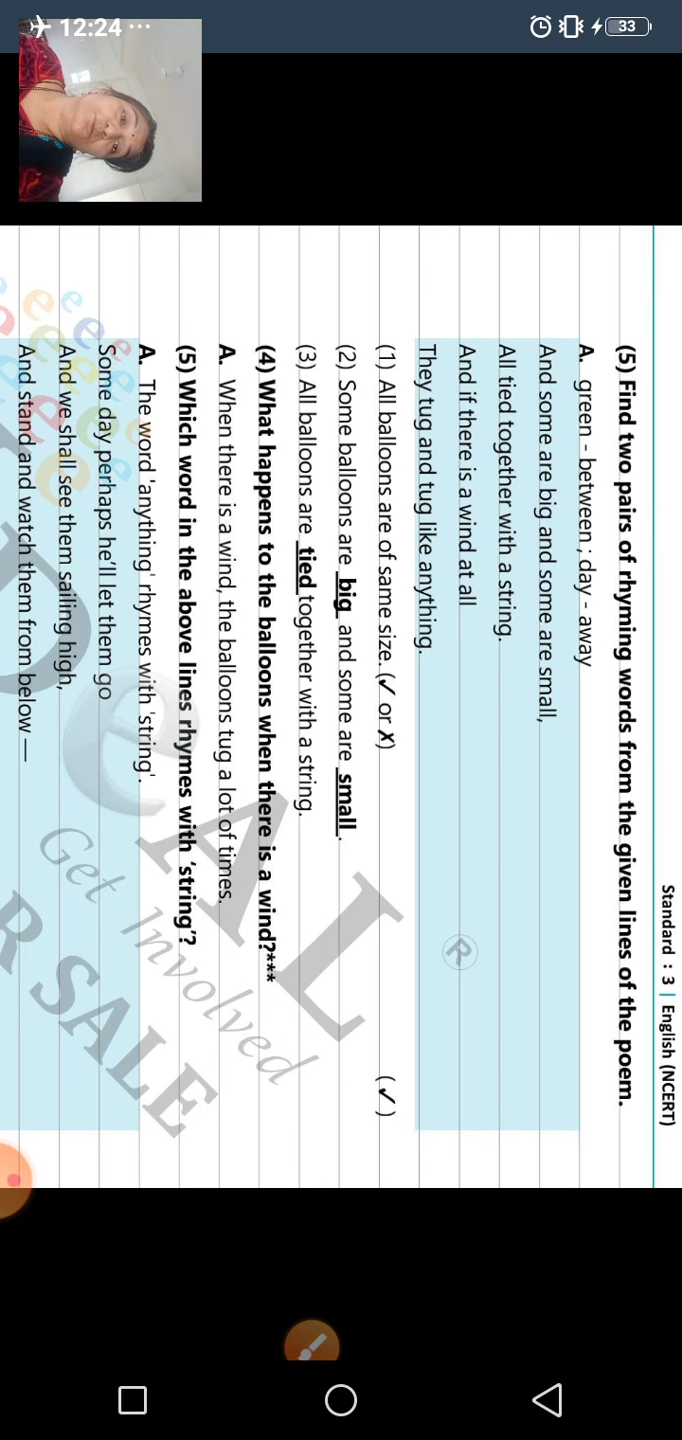 12:24 ...
33
Standard : 3 | English (NCERT)
(5) Find two pairs of rhyming words from the given lines of the poem.
A. green - between ; day - away
And some are big and some are small,
All tied together with a string.
And if there is a wind at all
They tug and tug like anything.
(1) All balloons are of same size. (✓ or ✗) (✓)
(2) Some balloons are big and some are small.
(3) All balloons are tied together with a string.
(4) What happens to the balloons when there is a wind?***
A. When there is a wind, the balloons tug a lot of times.
(5) Which word in the above lines rhymes with 'string'?
A. The word 'anything' rhymes with 'string'.
Some day perhaps he'll let them go
And we shall see them sailing high,
And stand and watch them from below —
DeAL ®
Get Involved
R SALE